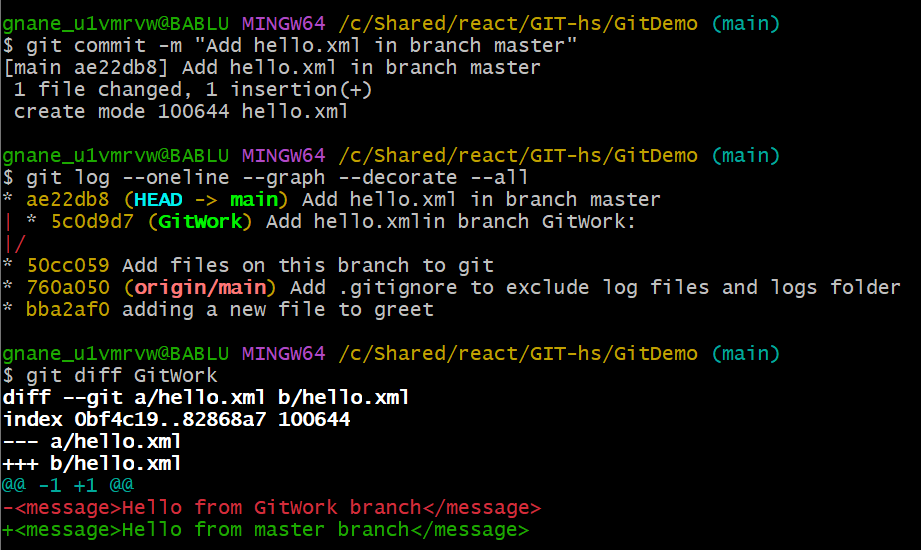 gnane_u1vmrvw@BABLU MINGW64 /c/Shared/react/GIT-hs/GitDemo (main)
$ git commit -m "Add hello.xml in branch master"
[main ae22db8] Add hello.xml in branch master
 1 file changed, 1 insertion(+)
 create mode 100644 hello.xml

gnane_u1vmrvw@BABLU MINGW64 /c/Shared/react/GIT-hs/GitDemo (main)
$ git log --oneline --graph --decorate --all
* ae22db8 (HEAD -> main) Add hello.xml in branch master
| * 5c0d9d7 (GitWork) Add hello.xmlin branch GitWork:
|/
* 50cc059 Add files on this branch to git
* 760a050 (origin/main) Add .gitignore to exclude log files and logs folder
* bba2af0 adding a new file to greet

gnane_u1vmrvw@BABLU MINGW64 /c/Shared/react/GIT-hs/GitDemo (main)
$ git diff GitWork
diff --git a/hello.xml b/hello.xml
index 0bf4c19..82868a7 100644
--- a/hello.xml
+++ b/hello.xml
@@ -1 +1 @@
-<message>Hello from GitWork branch</message>
+<message>Hello from master branch</message>